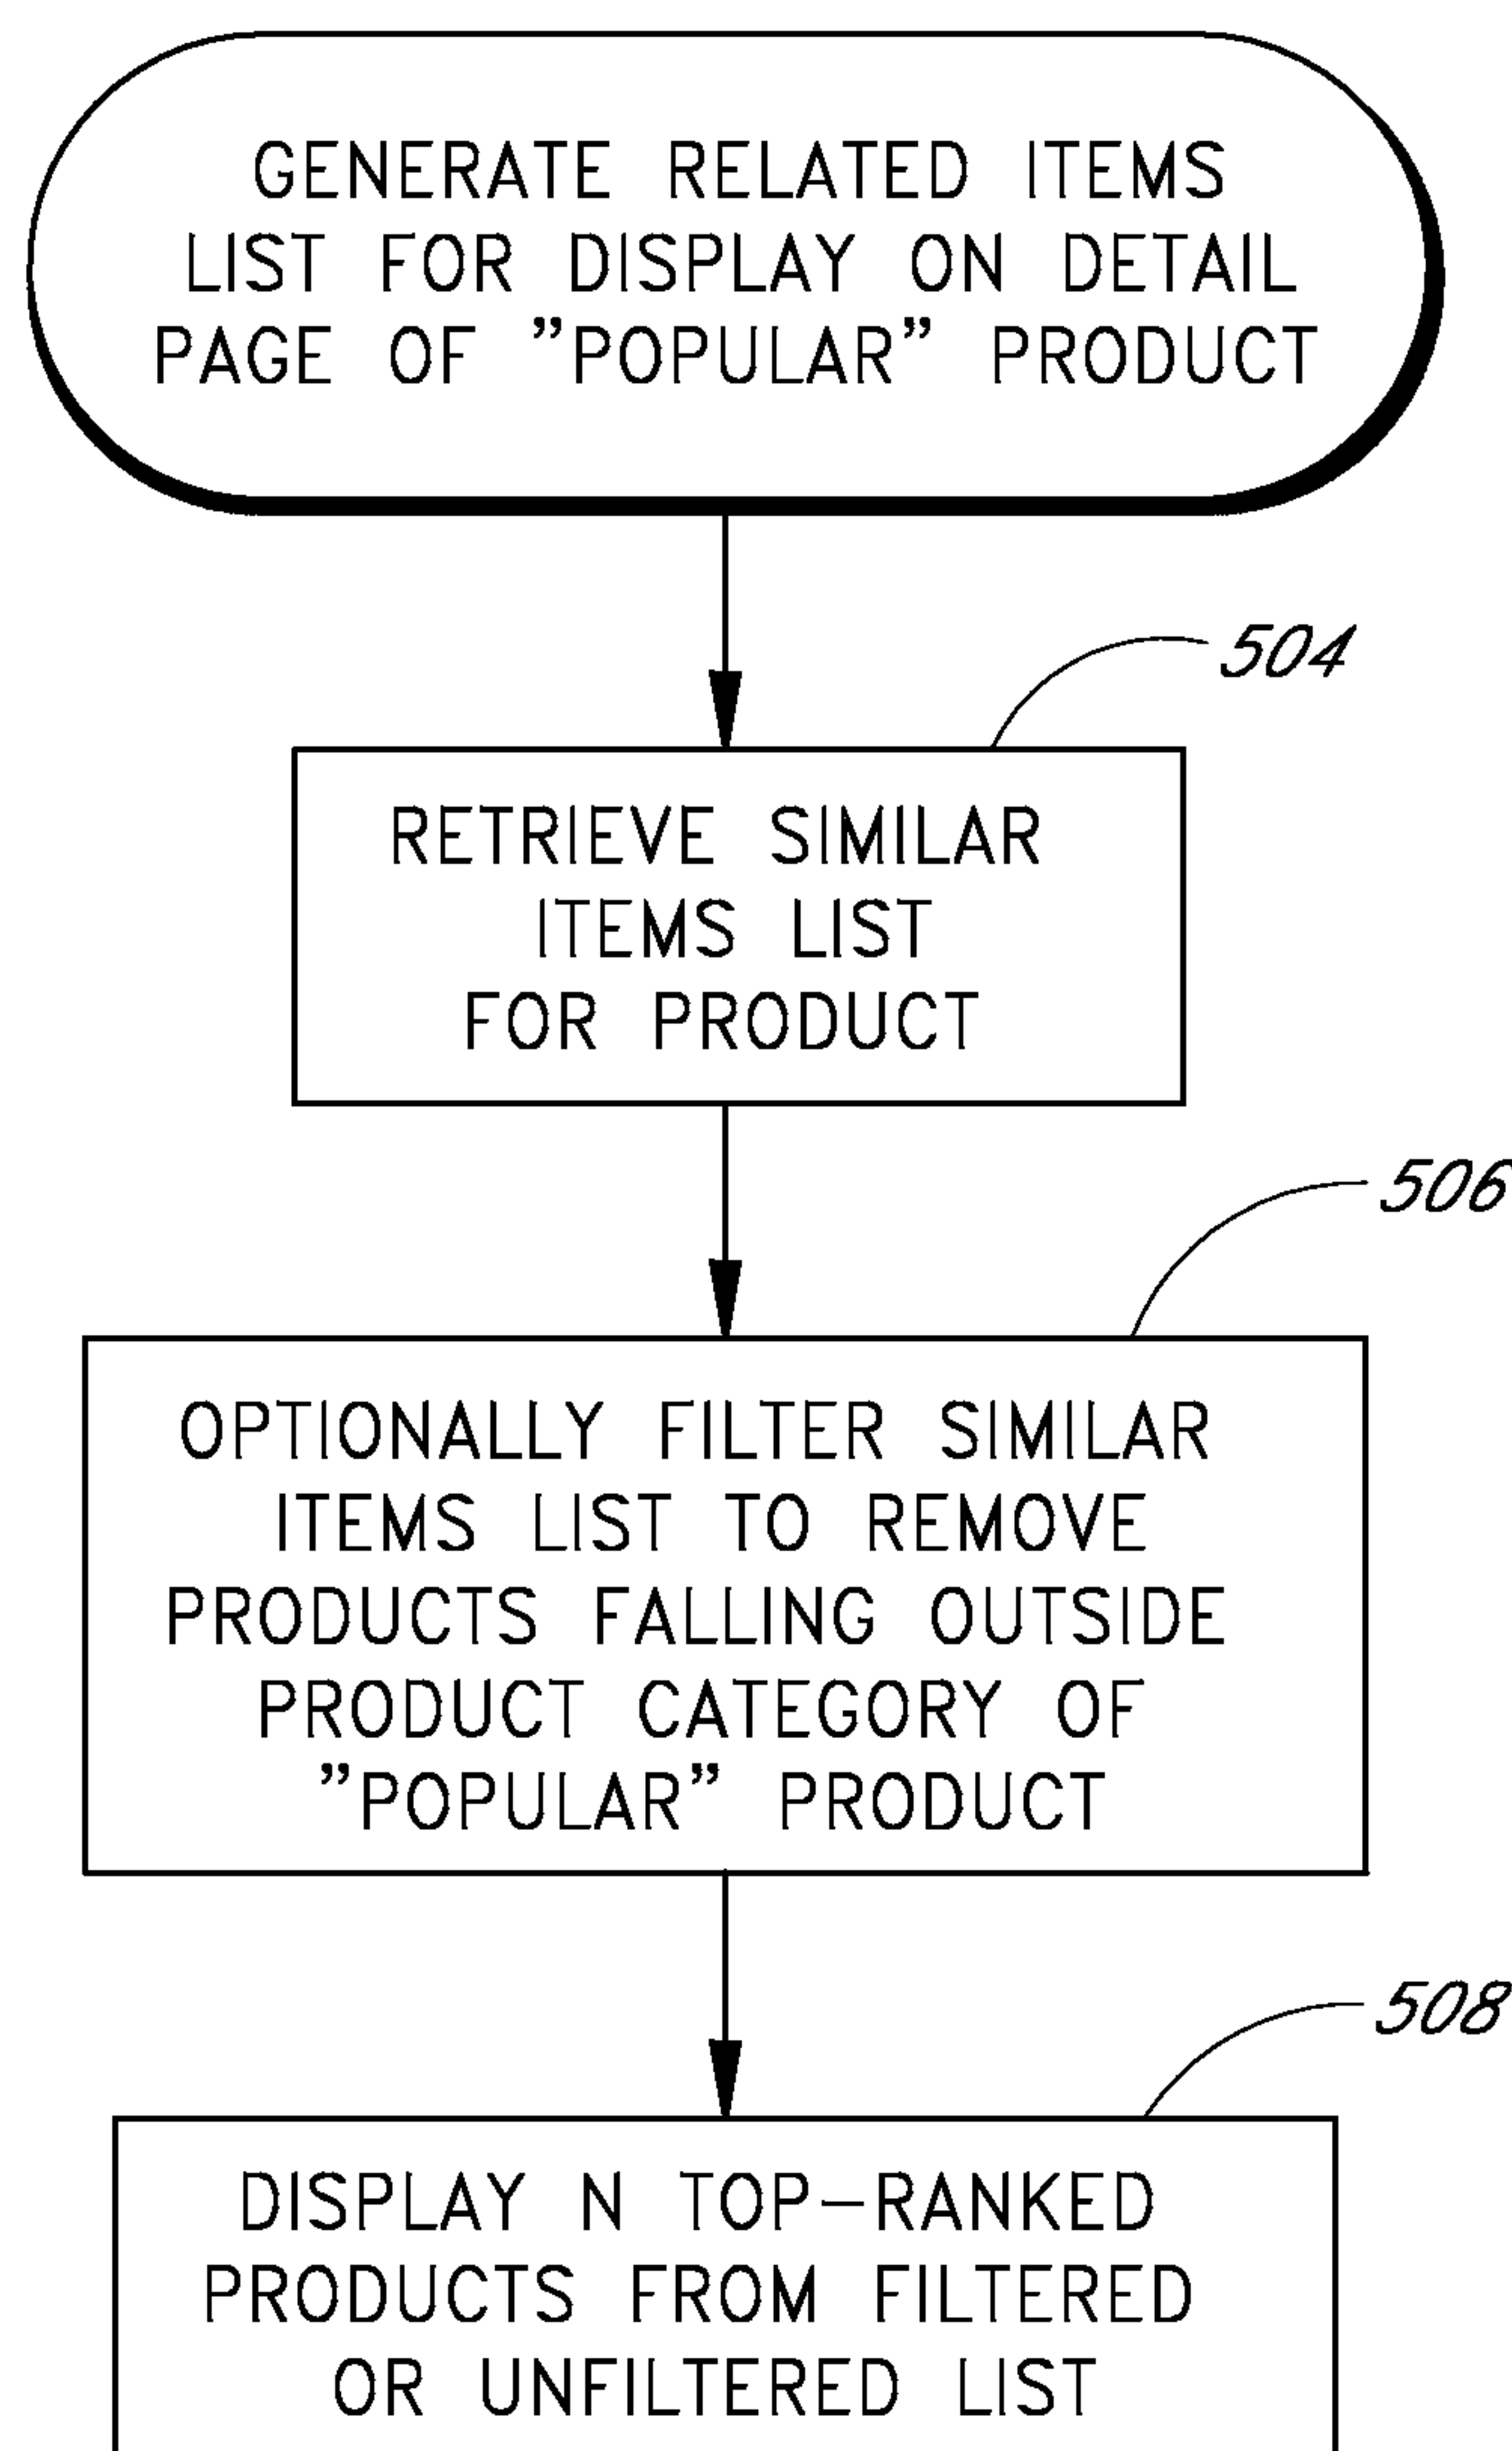 GENERATE RELATED ITEMS
LIST FOR DISPLAY ON DETAIL
PAGE OF ”POPULAR” PRODUCT
504
RETRIEVE SIMILAR
ITEMS LIST
FOR PRODUCT
506
OPTIONALLY FILTER SIMILAR
ITEMS LIST TO REMOVE
PRODUCTS FALLING OUTSIDE
PRODUCT CATEGORY OF
”POPULAR” PRODUCT
508
DISPLAY N TOP-RANKED
PRODUCTS FROM FILTERED
OR UNFILTERED LIST